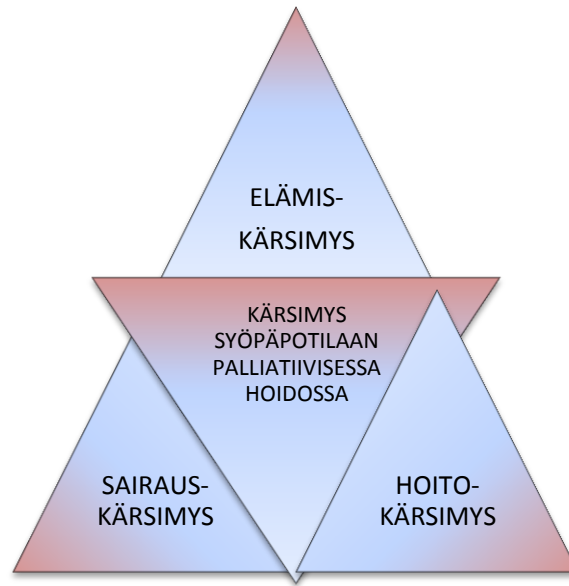 ELÄMIS-
KÄRSIMYS
KÄRSIMYS
SYÖPÄPOTILAAN
PALLIATIIVISESSA
HOIDOSSA
SAIRAUS-
KÄRSIMYS
HOITO-
KÄRSIMYS